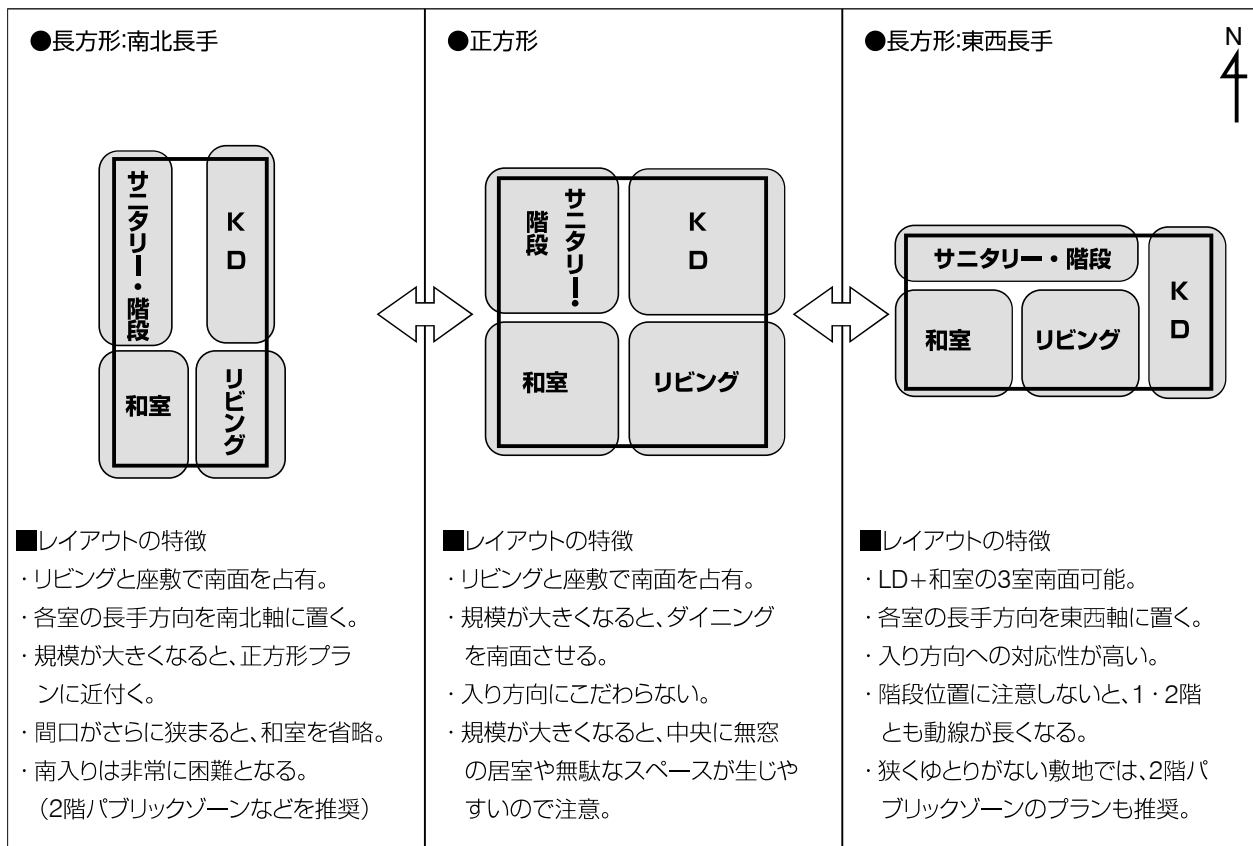 ●長方形:南北長手
サニタリー・階段
K
D
和室
リビング
■レイアウトの特徴
・リビングと座敷で南面を占有。
・各室の長手方向を南北軸に置く。
・規模が大きくなると、正方形プラ
ンに近付く。
・間口がさらに狭まると、和室を省略。
・南入りは非常に困難となる。
（2階パブリックゾーンなどを推奨）
●正方形
サニタリー・
階段
K
D
和室
リビング
■レイアウトの特徴
・リビングと座敷で南面を占有。
・規模が大きくなると、ダイニング
を南面させる。
・入り方向にこだわらない。
・規模が大きくなると、中央に無窓
の居室や無駄なスペースが生じや
すいので注意。
●長方形:東西長手
N
サニタリー・階段
K
D
和室
リビング
■レイアウトの特徴
・LD+和室の3室南面可能。
・各室の長手方向を東西軸に置く。
・入り方向への対応性が高い。
・階段位置に注意しないと、1・2階
とも動線が長くなる。
・狭くゆとりがない敷地では、2階パ
ブリックゾーンのプランも推奨。